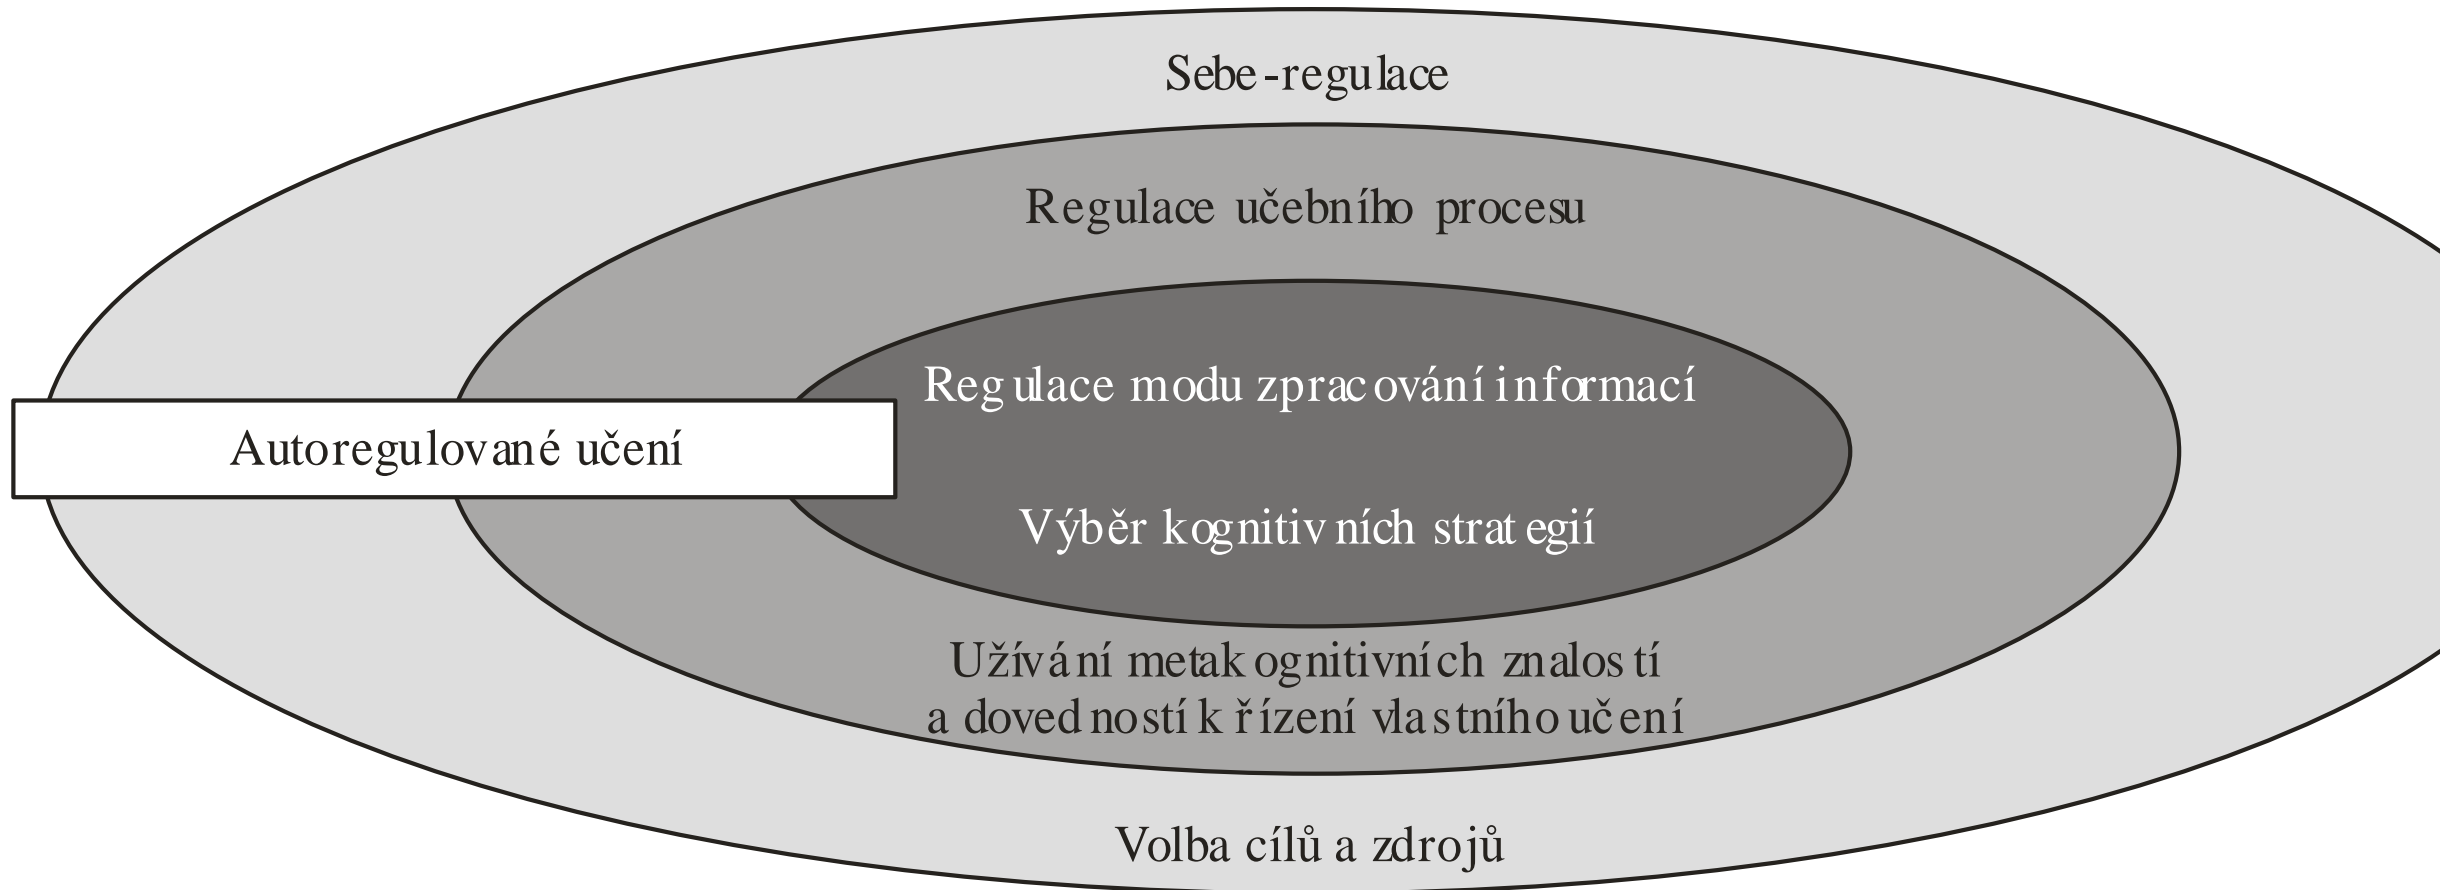 Sebe-regulace
Regulace učebního procesu
Regulace modu zpracování informací
Autoregulované učení
Výběr kognitivních strategií
Užívání metakognitivních znalostí
a dovedností k řízení vlastního učení
Volba cílů a zdrojů